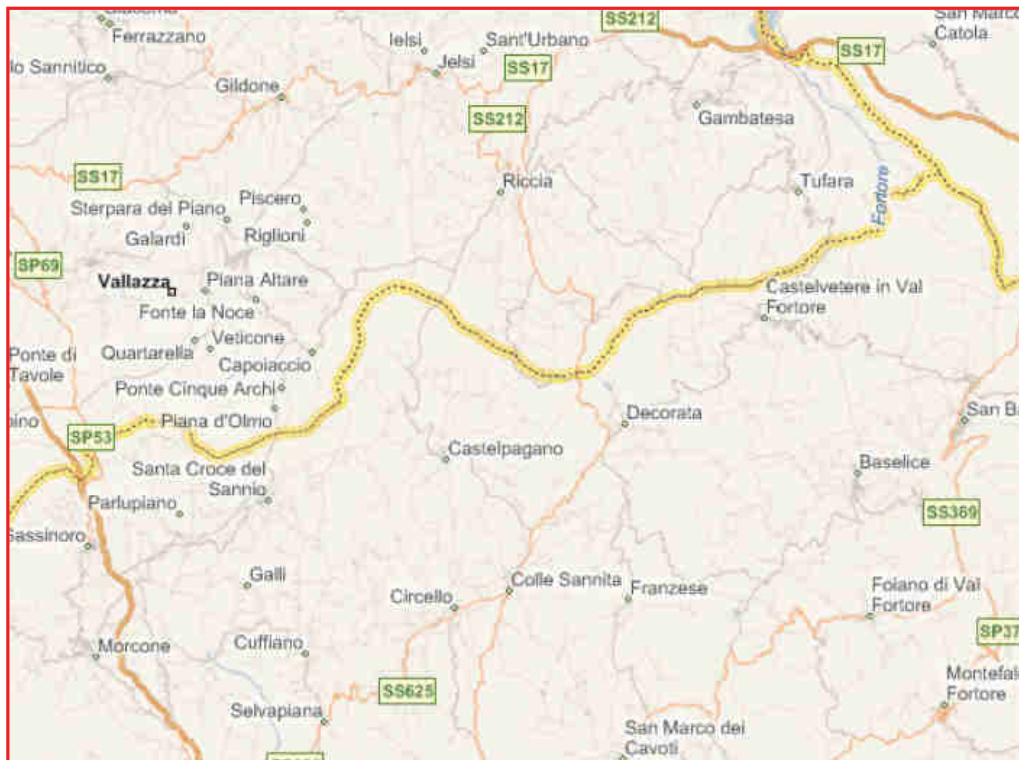 SS212
San Marco
Catola
Ferrazzano
Ielsi
Sant'Urbano
SS17
Jelsi
SS17
lo Sannitico
Gildone
SS212
Gambatesa
SS17
Riccia
Tufara
Fortore
Piscero
Sterpara del Piano
Riglioni
Galardi
SP69
Vallazza
Piana Altare
Fonte la Noce
Castelvetere in Val
Fortore
Veticone
Quartarella
Capoiaccio
Ponte di
Tavole
Ponte Cinque Archi
Piana d'Olmo
Decorata
San Ba
SP53
Castelpagano
Baselice
Santa Croce del
Sannio
Parlupiano
SS369
Sassinoro
Galli
Circello
Colle Sannita
Franzese
Foiano di Val
Fortore
SP37
Morcone
Cuffiano
SS625
Selvapiana
Montefal
Fortore
San Marco dei
Cavoti